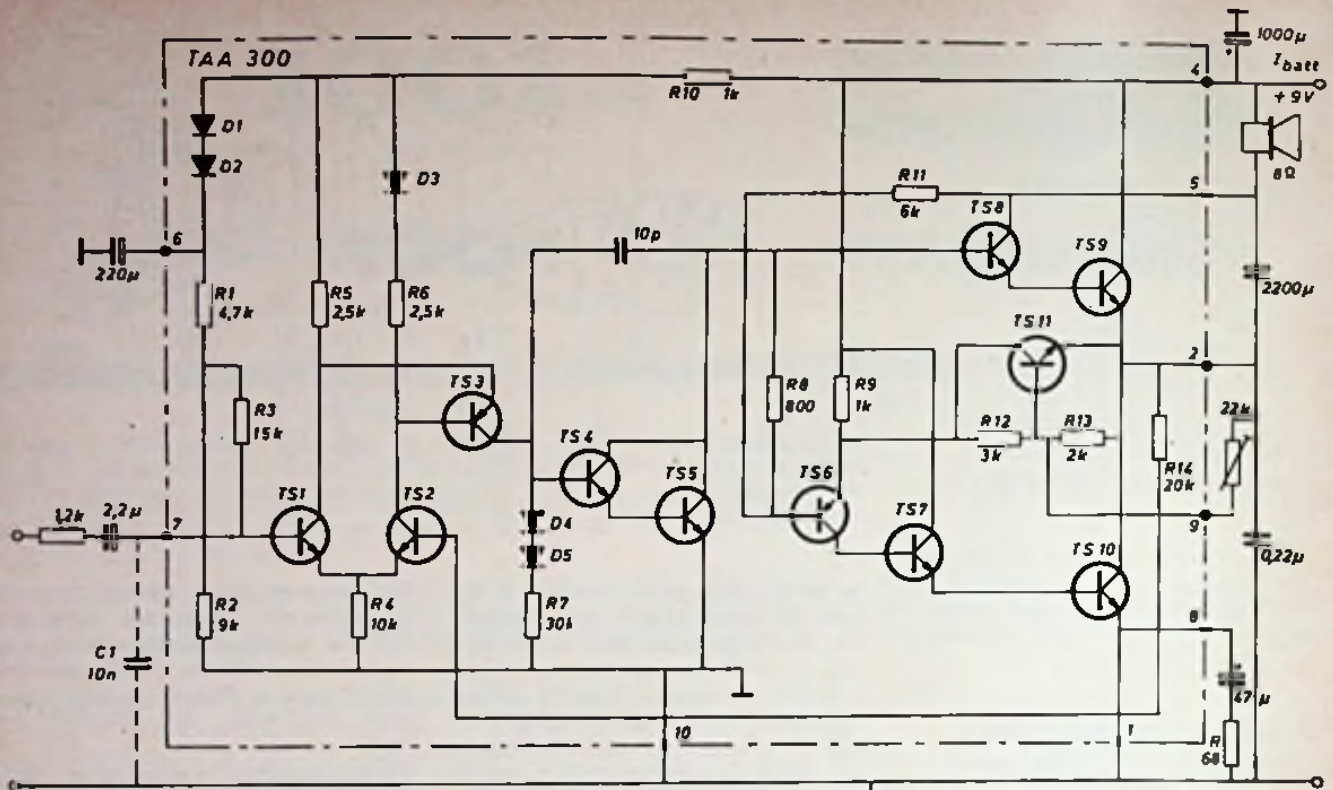 TAA 300
1000µ
I batt
4
+ 9V
R10 1k
D1
D2
D3
8Ω
R11
6k
5
TS8
6
10p
TS9
220µ
2200µ
R1
4,7k
R5
2,5k
R6
2,5k
TS11
2
R3
15k
TS3
R8
800
R9
1k
22k
R12
3k
R13
2k
R14
20k
TS4
1,2k
2,2µ
7
TS1
TS2
TS5
TS6
9
D4
D5
TS7
0,22µ
TS10
R2
9k
R4
10k
R7
30k
8
C1
10n
47µ
10
1
R
68